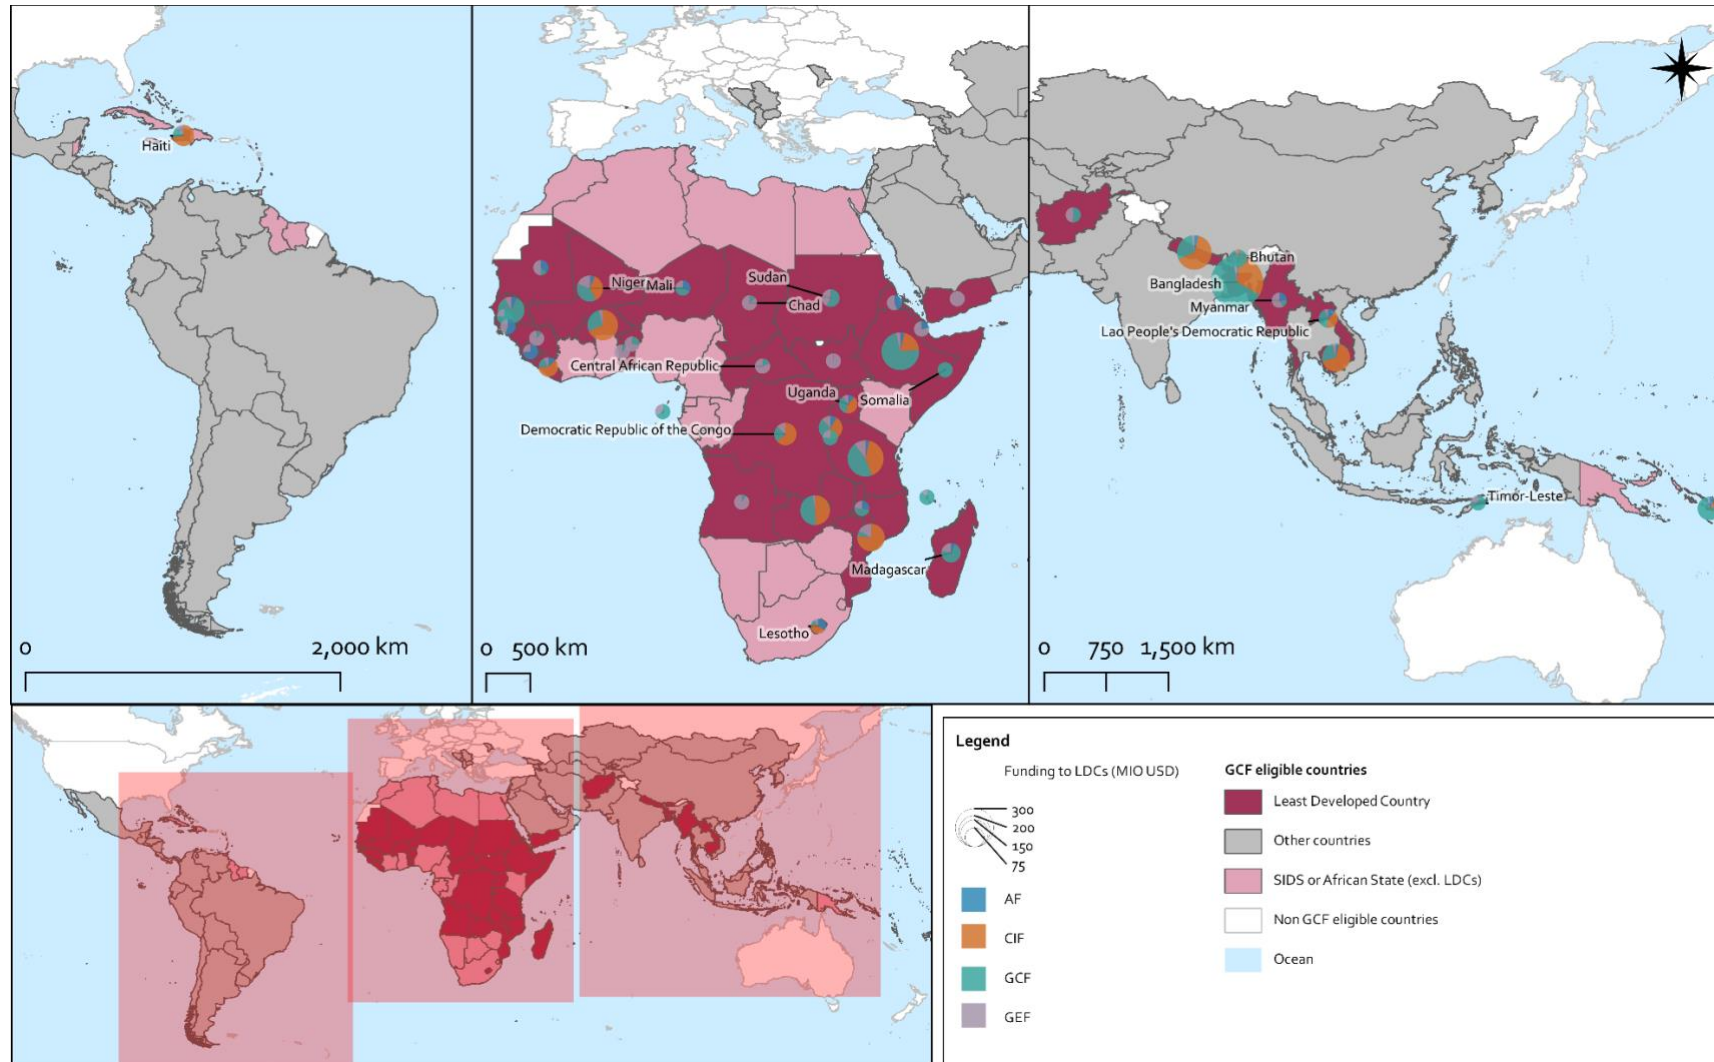 Haiti
0 2,000 km
Niger Mali
Sudan
Chad
Central African Republic
Uganda
Somalia
Democratic Republic of the Congo
Madagascar
Lesotho
0 500 km
Bhutan
Bangladesh
Myanmar
Lao People's Democratic Republic
Timor-Leste
0 750 1,500 km
Legend
Funding to LDCs (MIO USD)
300
200
150
75
AF
CIF
GCF
GEF
GCF eligible countries
Least Developed Country
Other countries
SIDS or African State (excl. LDCs)
Non GCF eligible countries
Ocean